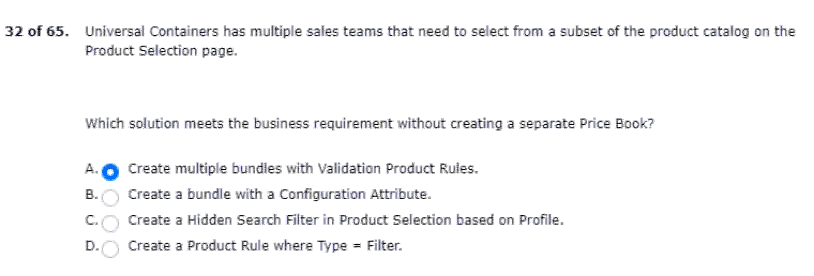 32 of 65. Universal Containers has multiple sales teams that need to select from a subset of the product catalog on the
Product Selection page.
Which solution meets the business requirement without creating a separate Price Book?
A. Create multiple bundles with Validation Product Rules.
B. Create a bundle with a Configuration Attribute.
C. Create a Hidden Search Filter in Product Selection based on Profile.
D. Create a Product Rule where Type = Filter.